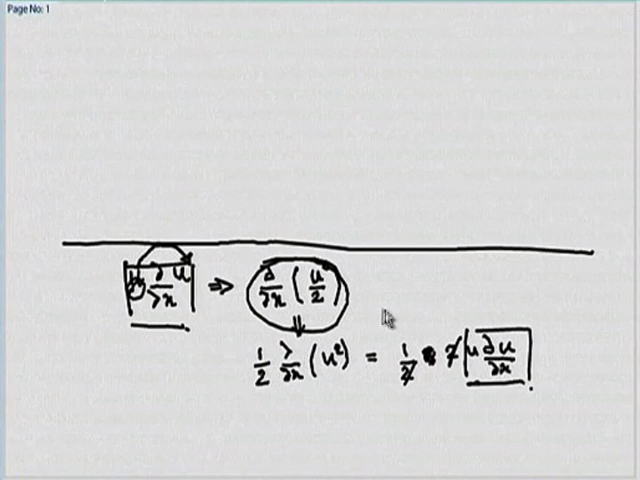 Page No: 1
u ∂/∂x u ⇒ ∂/∂x (u²/2)
⇓
1/2 ∂/∂x (u²) = 1/2 · 2 u ∂u/∂x